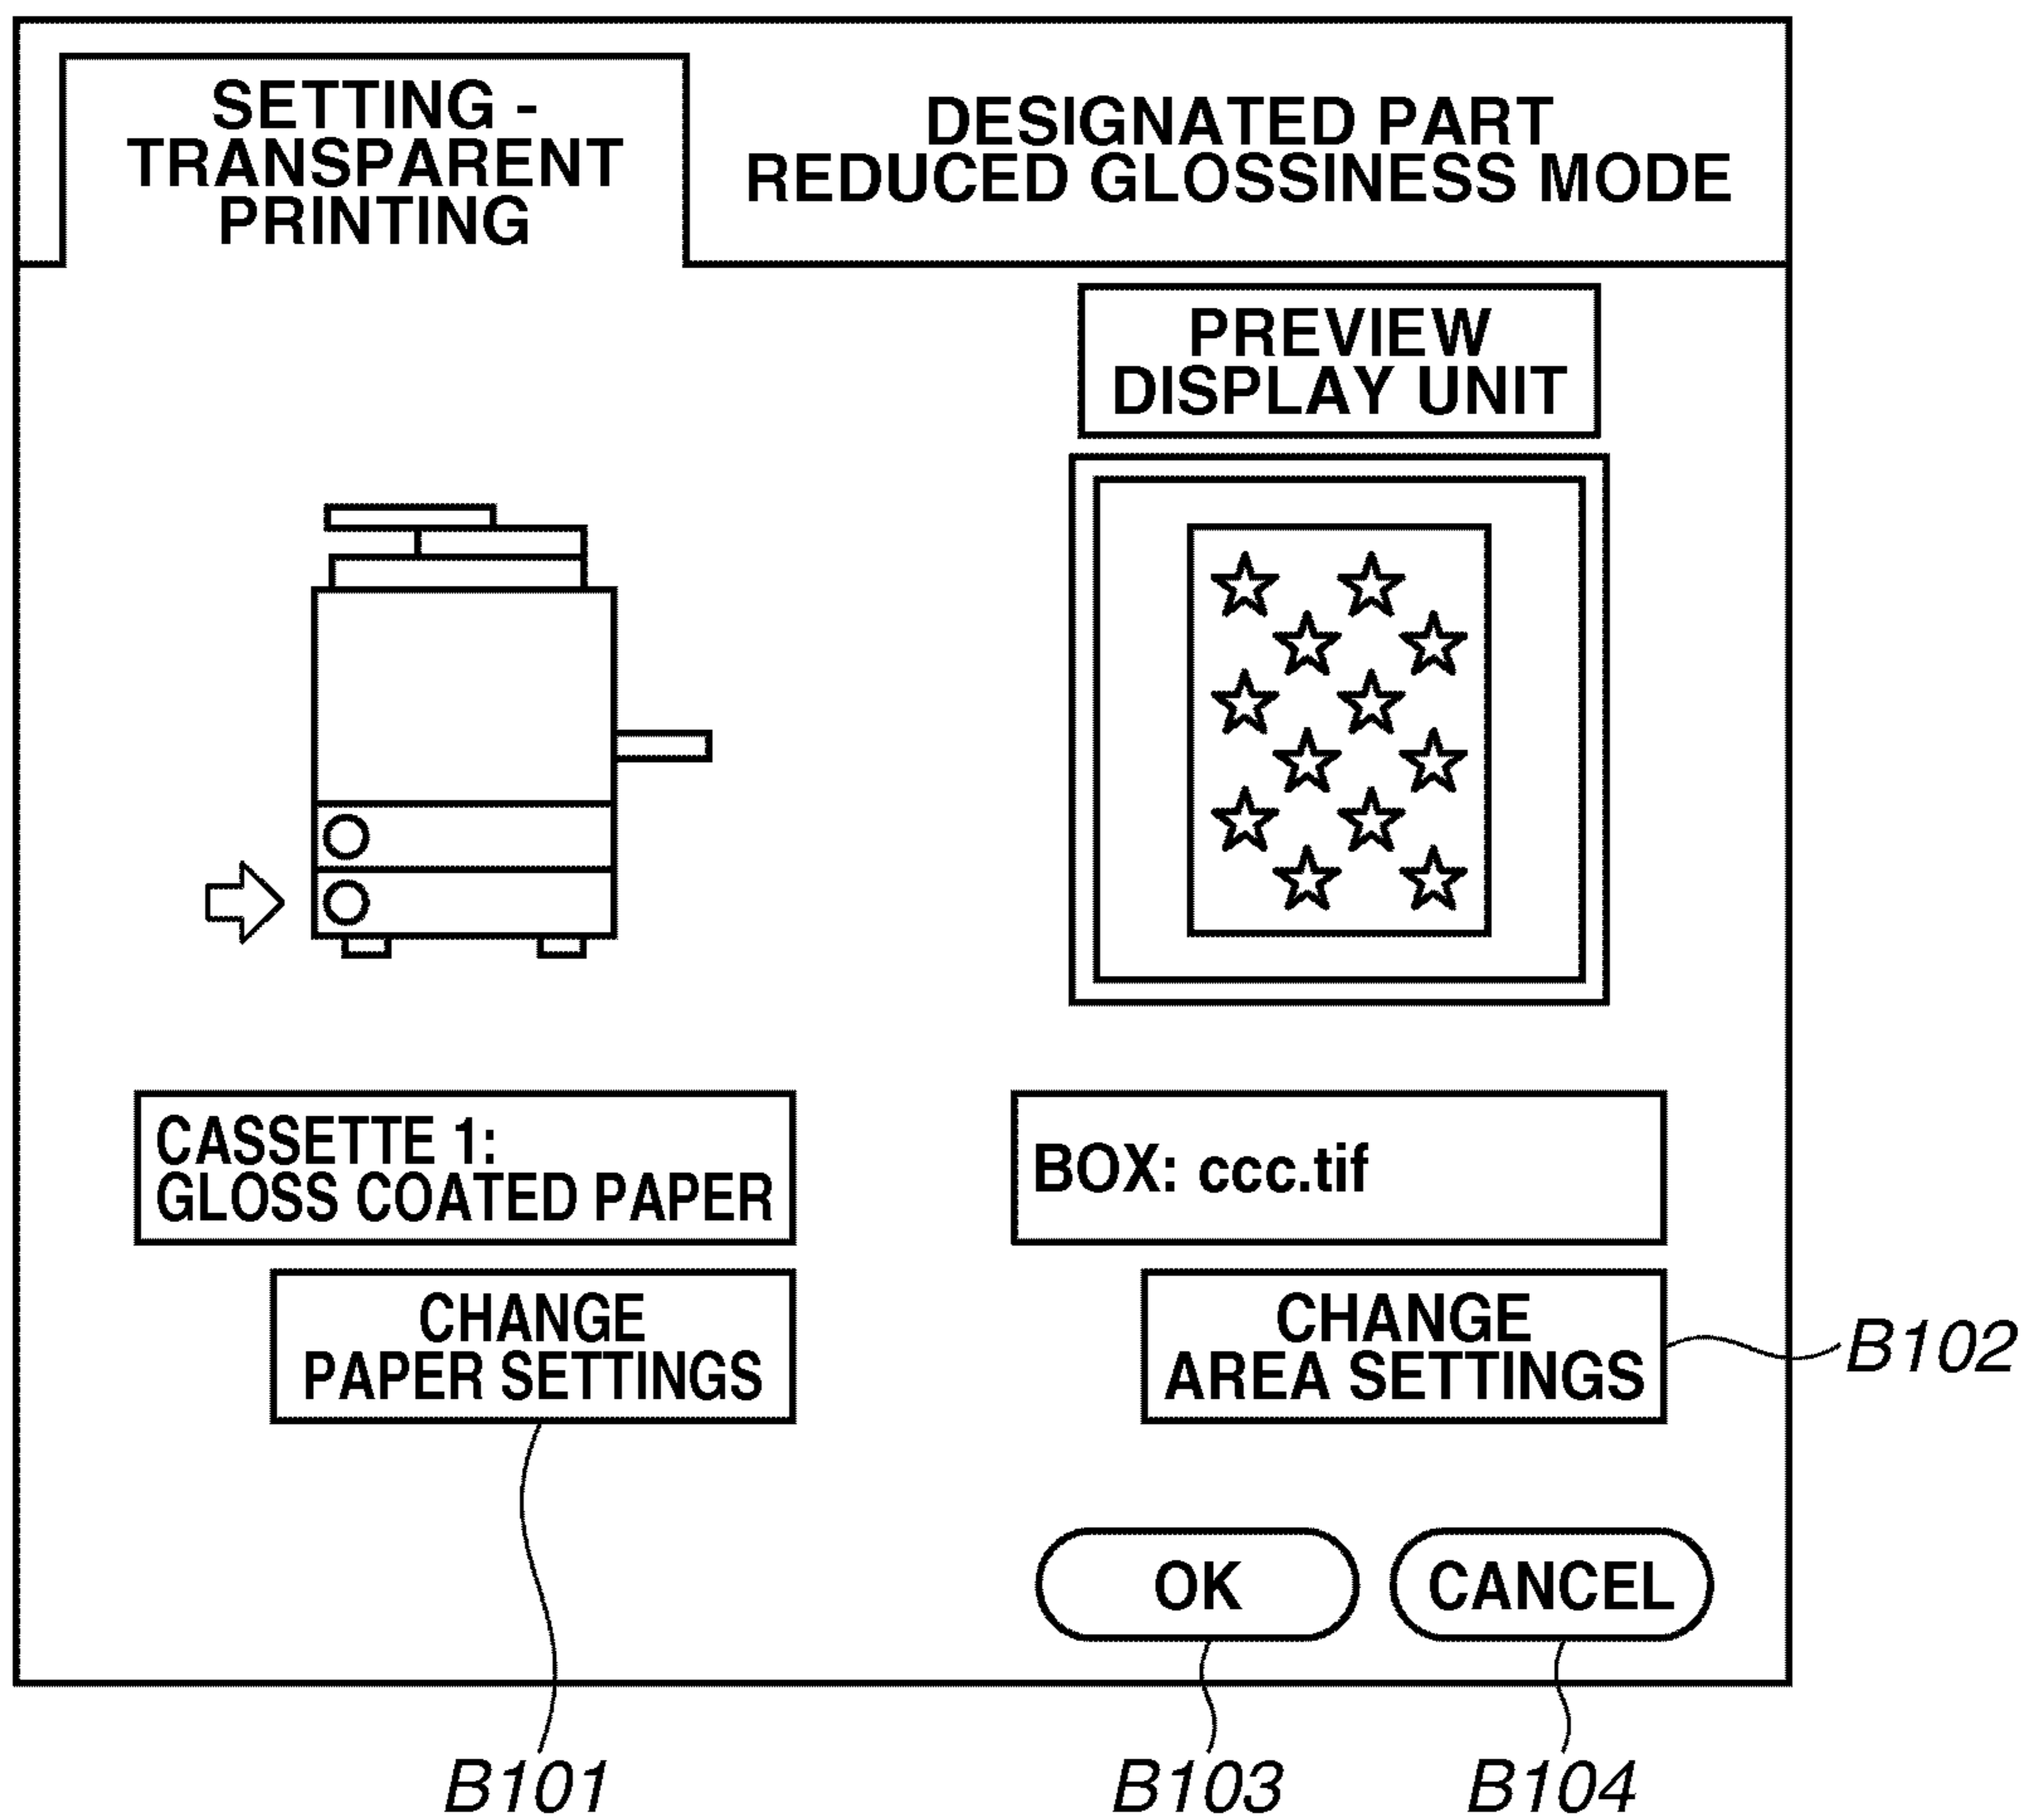 SETTING -
TRANSPARENT
PRINTING
DESIGNATED PART
REDUCED GLOSSINESS MODE
PREVIEW
DISPLAY UNIT
CASSETTE 1:
GLOSS COATED PAPER
BOX: ccc.tif
CHANGE
PAPER SETTINGS
CHANGE
AREA SETTINGS
B102
OK
CANCEL
B101
B103
B104